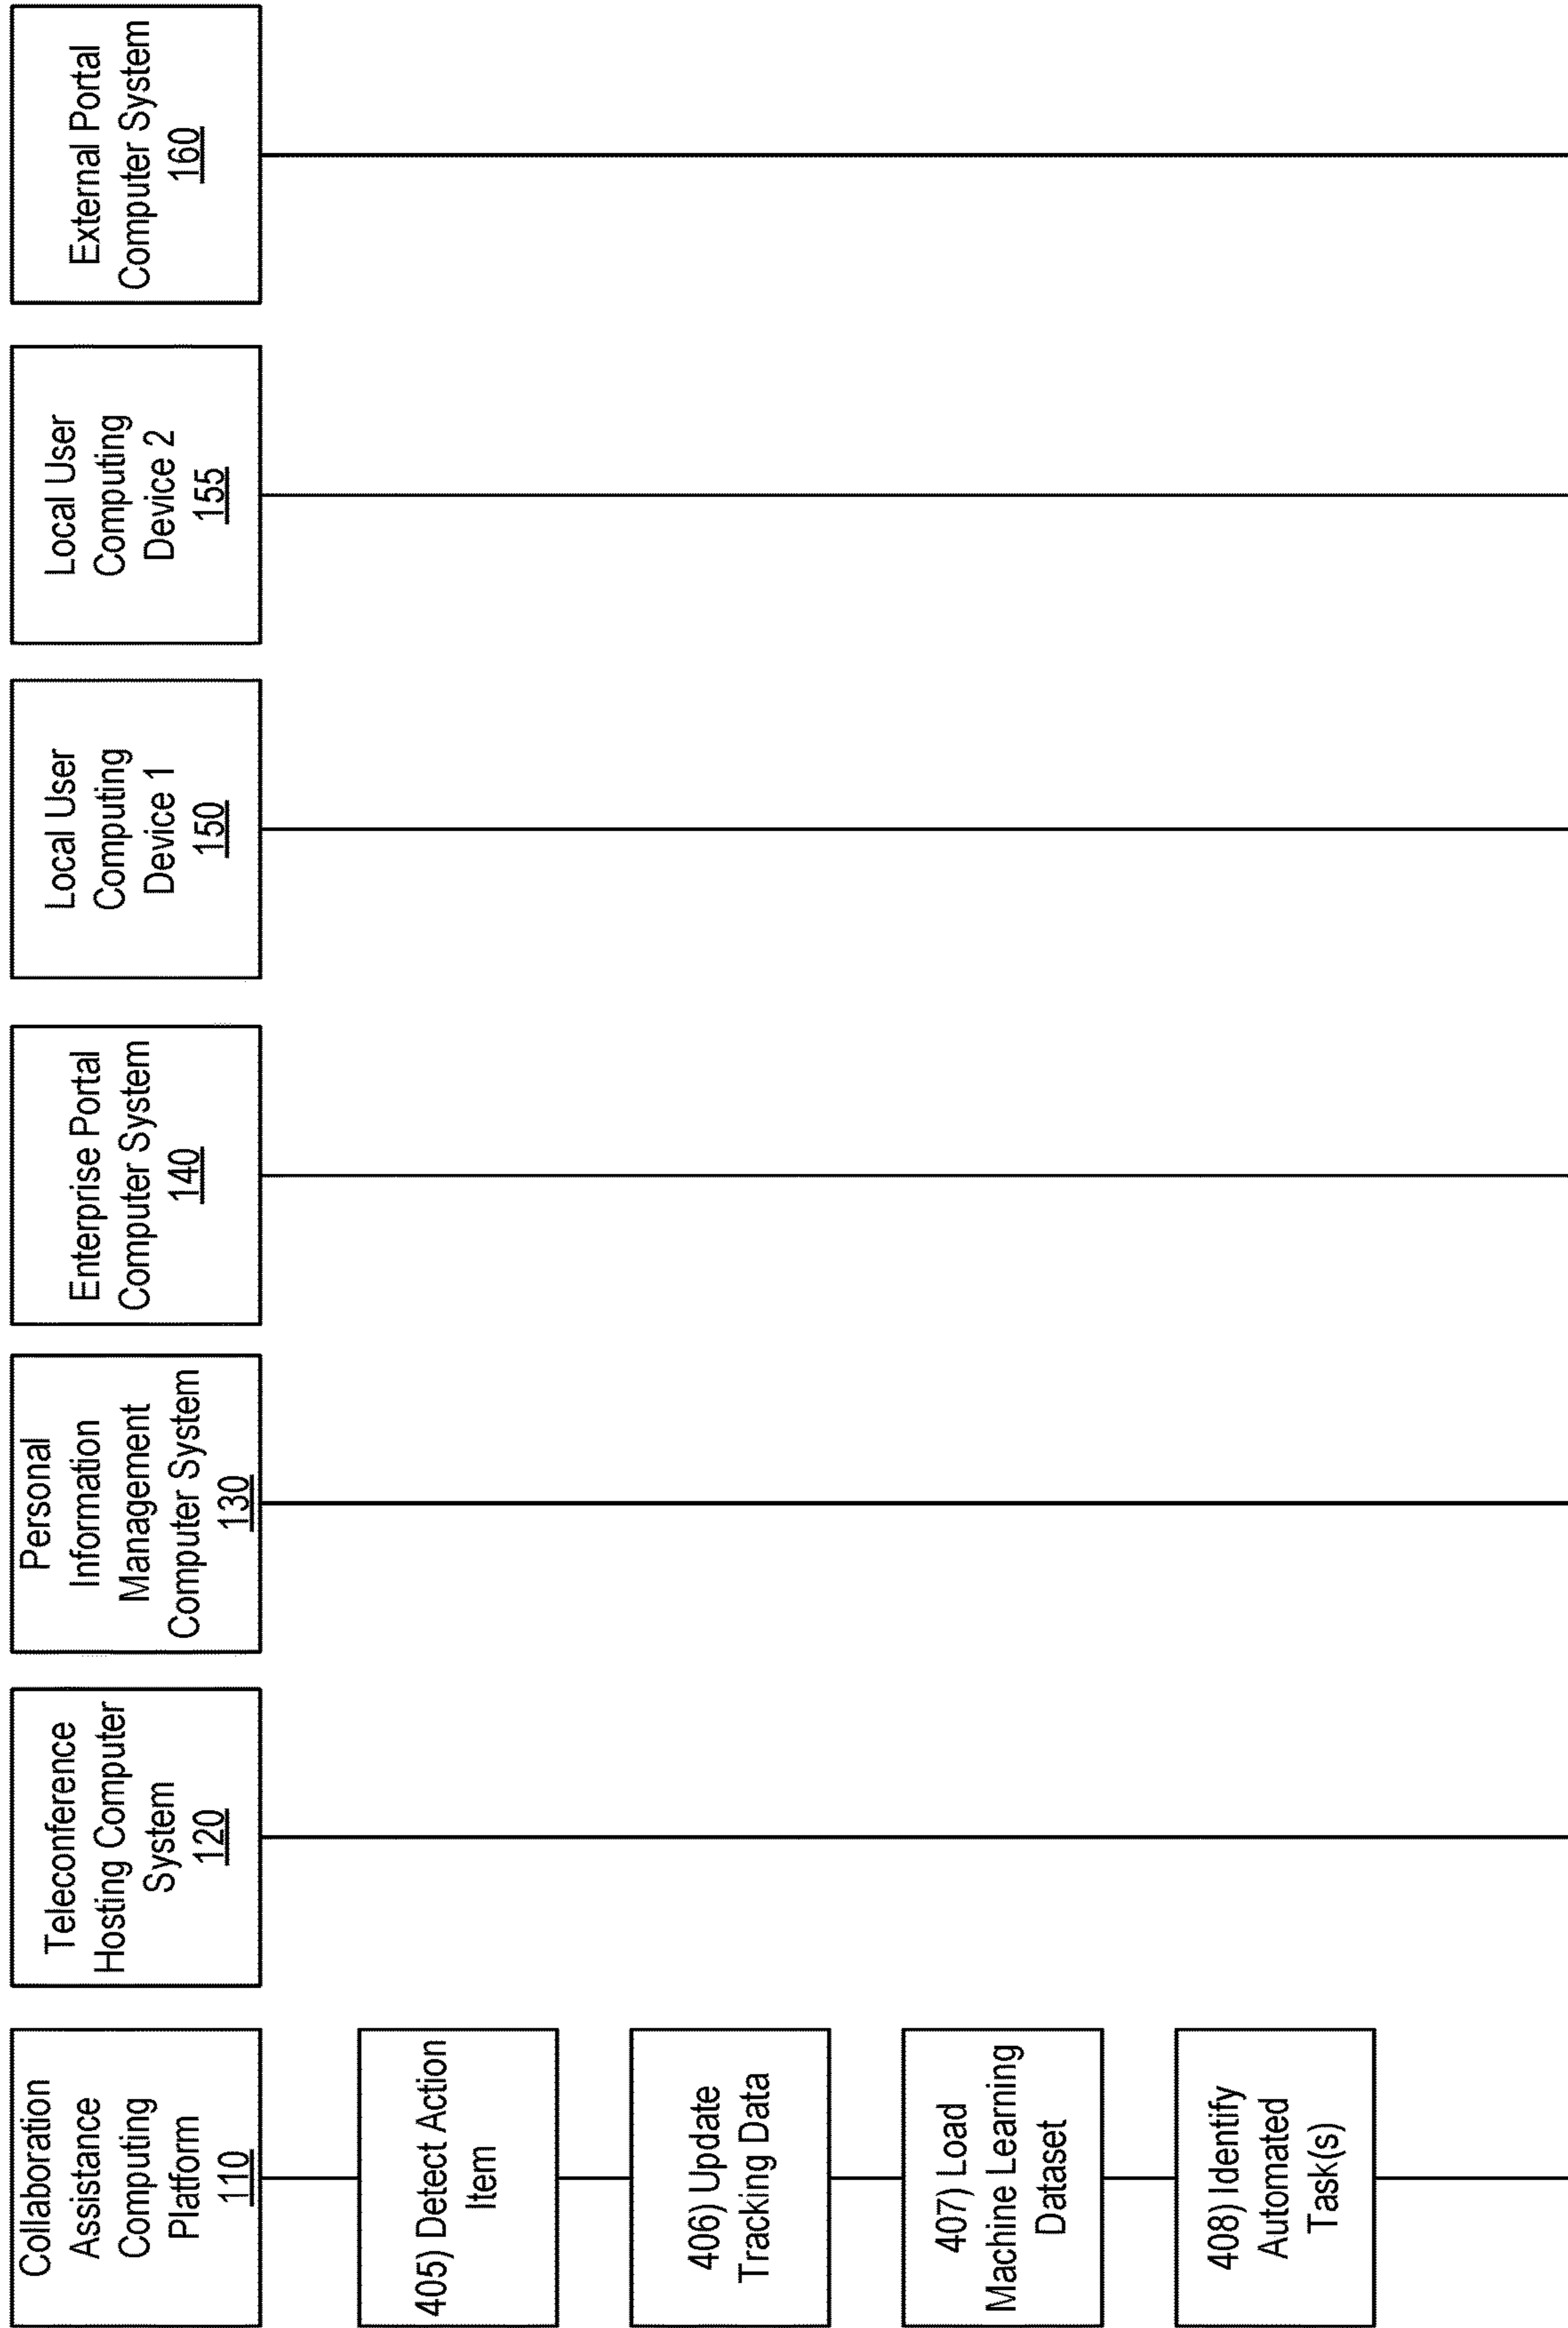 Collaboration
Assistance
Computing
Platform
110
Teleconference
Hosting Computer
System
120
Personal
Information
Management
Computer System
130
Enterprise Portal
Computer System
140
Local User
Computing
Device 1
150
Local User
Computing
Device 2
155
External Portal
Computer System
160
405) Detect Action
Item
406) Update
Tracking Data
407) Load
Machine Learning
Dataset
408) Identify
Automated
Task(s)